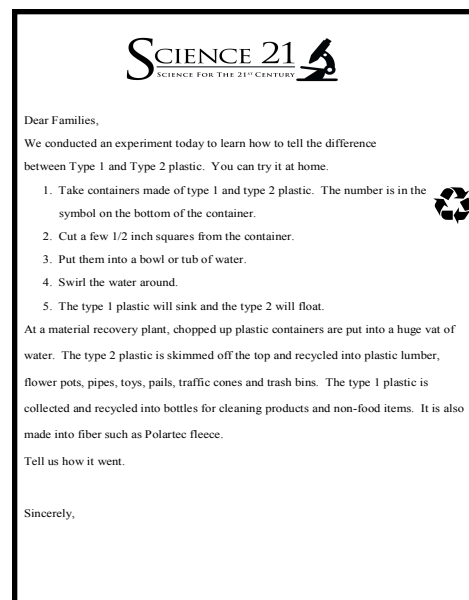 SCIENCE 21
SCIENCE FOR THE 21ST CENTURY
Dear Families,
We conducted an experiment today to learn how to tell the difference
between Type 1 and Type 2 plastic.  You can try it at home.
1. Take containers made of type 1 and type 2 plastic.  The number is in the
symbol on the bottom of the container.
2. Cut a few 1/2 inch squares from the container.
3. Put them into a bowl or tub of water.
4. Swirl the water around.
5. The type 1 plastic will sink and the type 2 will float.
At a material recovery plant, chopped up plastic containers are put into a huge vat of
water.  The type 2 plastic is skimmed off the top and recycled into plastic lumber,
flower pots, pipes, toys, pails, traffic cones and trash bins.  The type 1 plastic is
collected and recycled into bottles for cleaning products and non-food items.  It is also
made into fiber such as Polartec fleece.
Tell us how it went.
Sincerely,